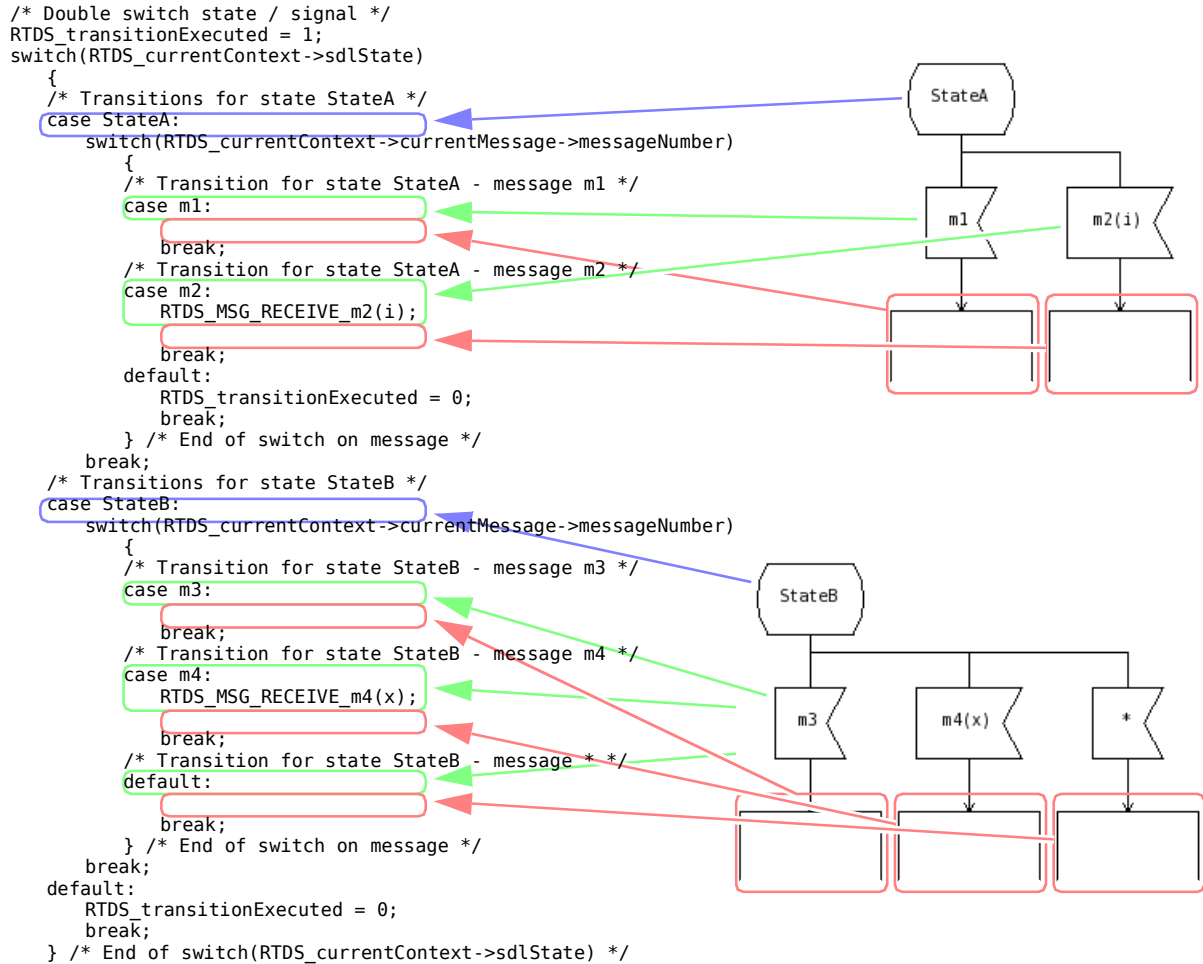 /* Double switch state / signal */
RTDS_transitionExecuted = 1;
switch(RTDS_currentContext->sdlState)
{
/* Transitions for state StateA */
case StateA:
switch(RTDS_currentContext->currentMessage->messageNumber)
{
/* Transition for state StateA - message m1 */
case m1:
break;
/* Transition for state StateA - message m2 */
case m2:
RTDS_MSG_RECEIVE_m2(i);
break;
default:
RTDS_transitionExecuted = 0;
break;
} /* End of switch on message */
break;
/* Transitions for state StateB */
case StateB:
switch(RTDS_currentContext->currentMessage->messageNumber)
{
/* Transition for state StateB - message m3 */
case m3:
break;
/* Transition for state StateB - message m4 */
case m4:
RTDS_MSG_RECEIVE_m4(x);
break;
/* Transition for state StateB - message * */
default:
break;
} /* End of switch on message */
break;
default:
RTDS_transitionExecuted = 0;
break;
} /* End of switch(RTDS_currentContext->sdlState) */
StateA
m1
m2(i)
StateB
m3
m4(x)
*